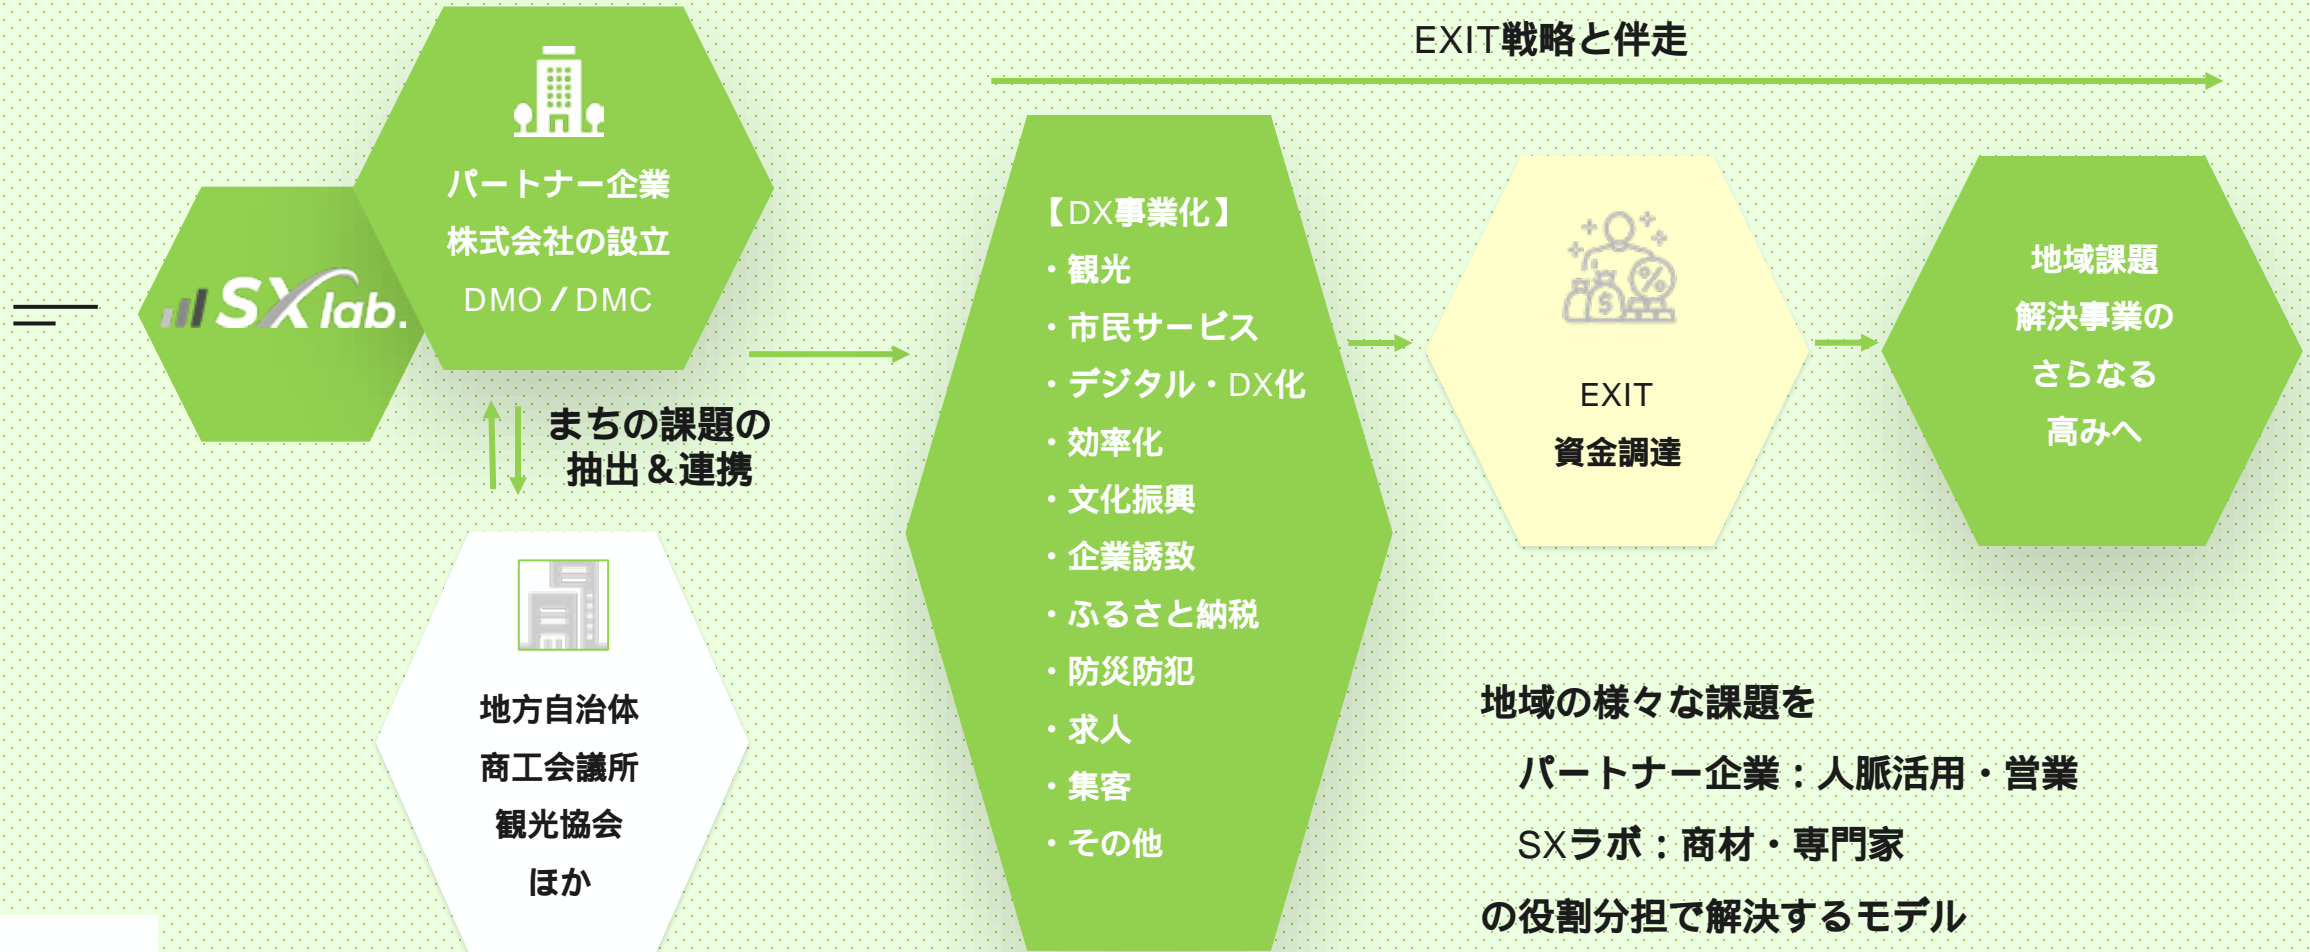 EXIT戦略と伴走
SX lab.
パートナー企業
株式会社の設立
DMO/DMC
まちの課題の
抽出＆連携
地方自治体
商工会議所
観光協会
ほか
【DX事業化】
・観光
・市民サービス
・デジタル・DX化
・効率化
・文化振興
・企業誘致
・ふるさと納税
・防災防犯
・求人
・集客
・その他
EXIT
資金調達
地域課題
解決事業の
さらなる
高みへ
地域の様々な課題を
パートナー企業：人脈活用・営業
SXラボ：商材・専門家
の役割分担で解決するモデル